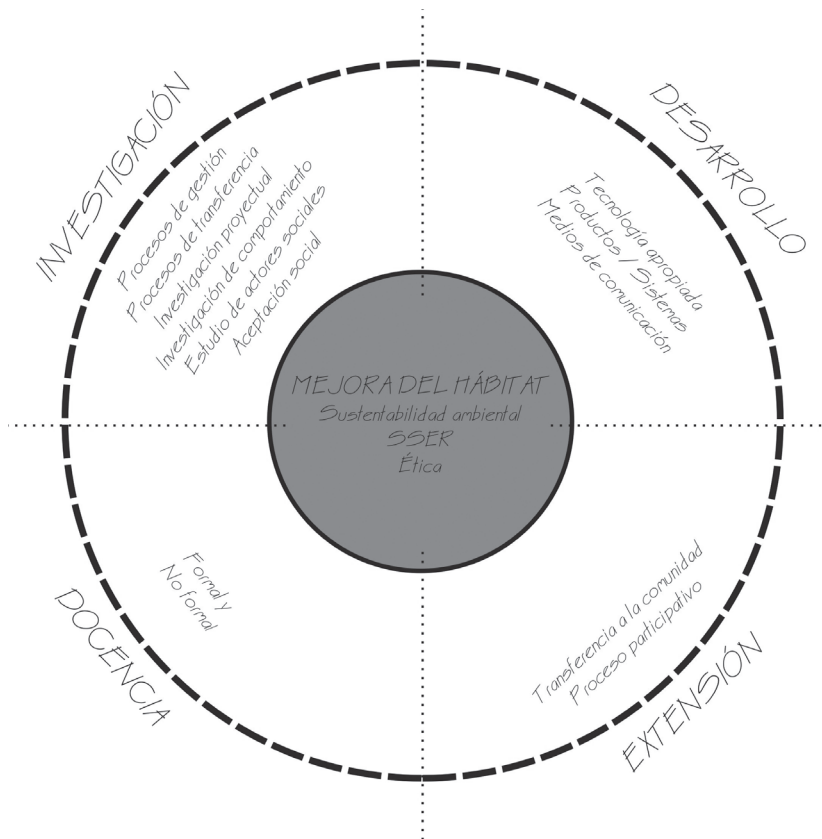 INVESTIGACIÓN
Procesos de gestión
Procesos de transferencia
Investigación proyectual
Investigación de comportamiento
Estudio de actores sociales
Aceptación social
DESARROLLO
Tecnología apropiada
Productos / Sistemas
Medios de comunicación
MEJORA DEL HÁBITAT
Sustentabilidad ambiental
SSER
Ética
DOCENCIA
Formal y
No formal
EXTENSIÓN
Transferencia a la comunidad
Proceso participativo